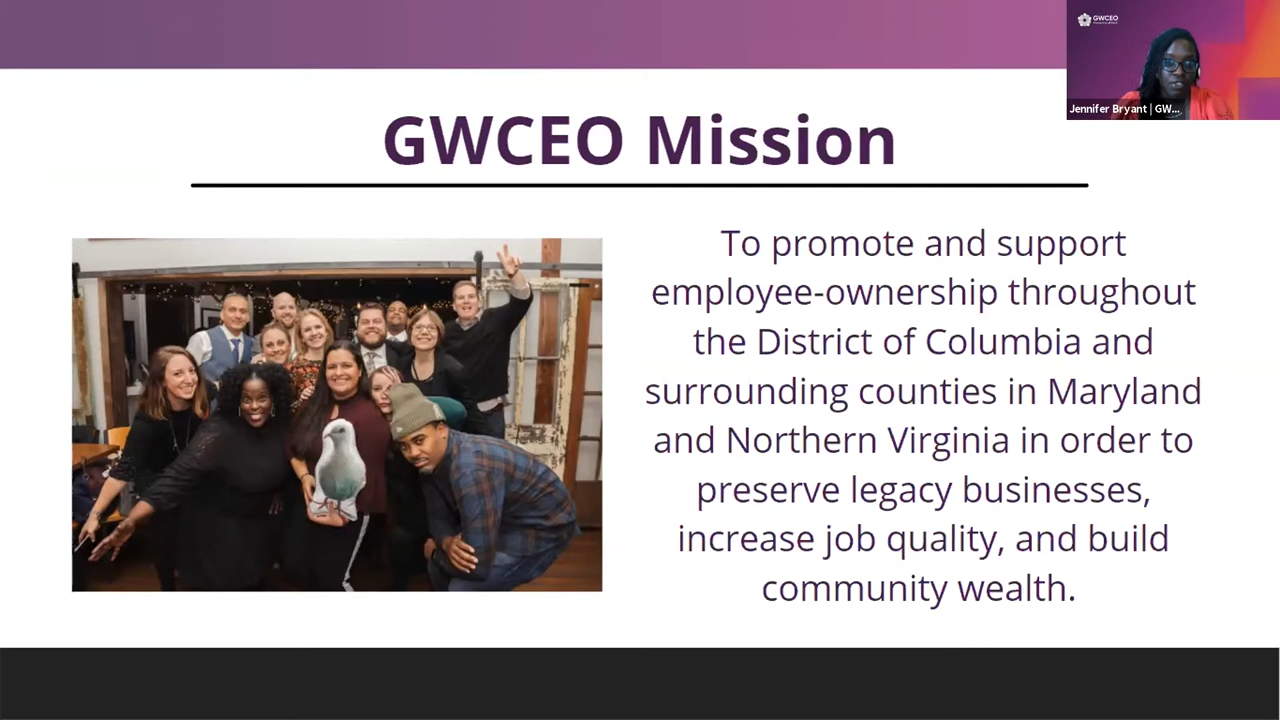 GWCEO
Jennifer Bryant | GW...
GWCEO Mission
To promote and support
employee-ownership throughout
the District of Columbia and
surrounding counties in Maryland
and Northern Virginia in order to
preserve legacy businesses,
increase job quality, and build
community wealth.